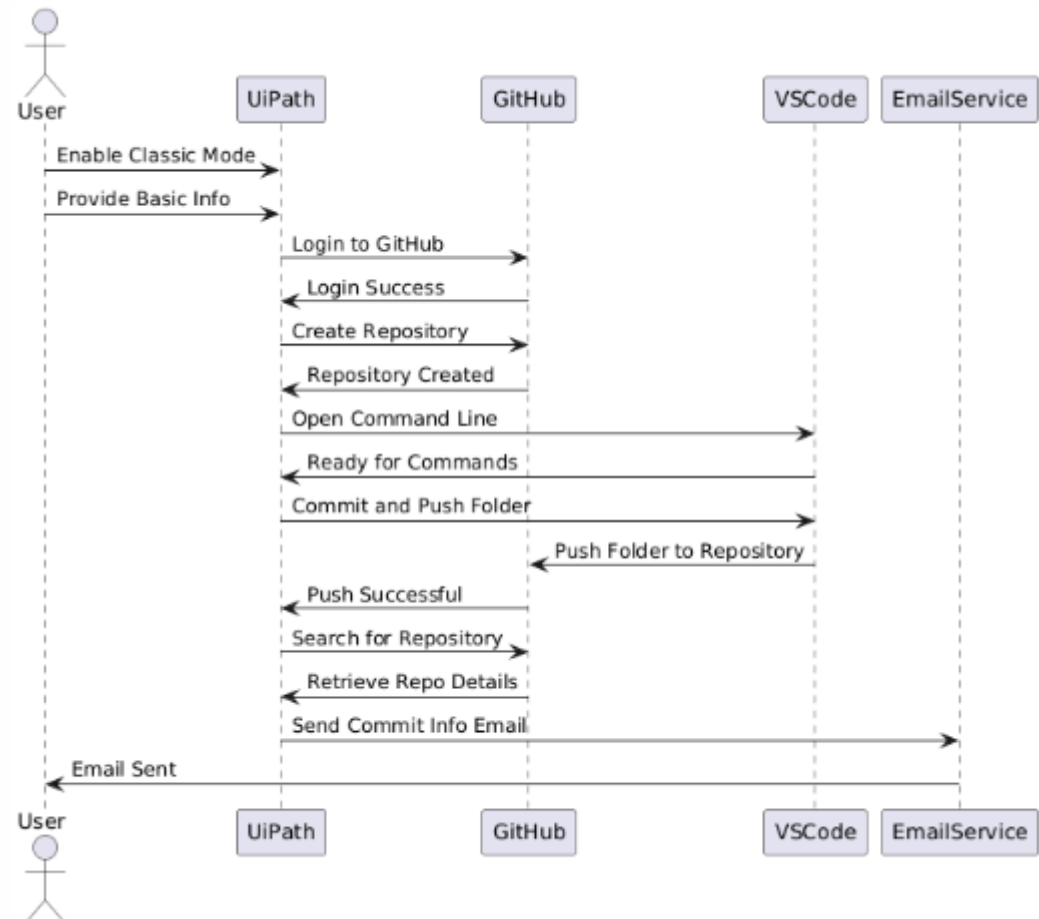 User
UiPath
GitHub
VSCode
EmailService
Enable Classic Mode
Provide Basic Info
Login to GitHub
Login Success
Create Repository
Repository Created
Open Command Line
Ready for Commands
Commit and Push Folder
Push Folder to Repository
Push Successful
Search for Repository
Retrieve Repo Details
Send Commit Info Email
Email Sent
User
UiPath
GitHub
VSCode
EmailService